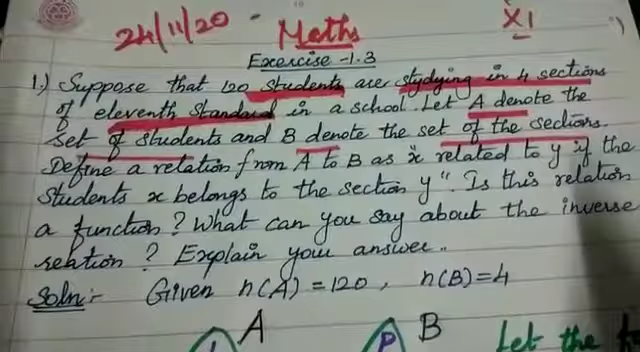 24/11/20 Maths XI
Exercise - 1.3
1.) Suppose that 120 students are stydying in 4 sections
of eleventh standard in a school. Let A denote the
set of students and B denote the set of the sections.
Define a relation from A to B as "x related to y if the
students x belongs to the section y". Is this relation
a function? What can you say about the inverse
relation? Explain your answer..
Soln:- Given n(A) = 120, n(B) = 4
A B
P Let the